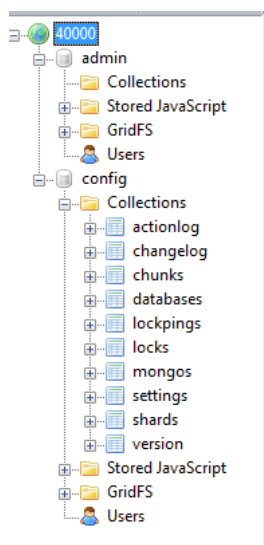 40000
admin
Collections
Stored JavaScript
GridFS
Users
config
Collections
actionlog
changelog
chunks
databases
lockpings
locks
mongos
settings
shards
version
Stored JavaScript
GridFS
Users